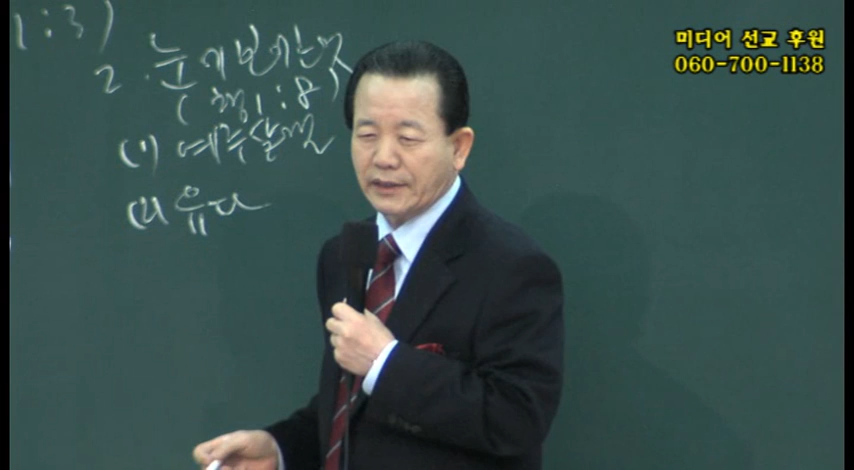 1:3)
2. 눈에 보이는 것
(행1:8)
(1) 예루살렘
(2) 유다
미디어 선교 후원
060-700-1138